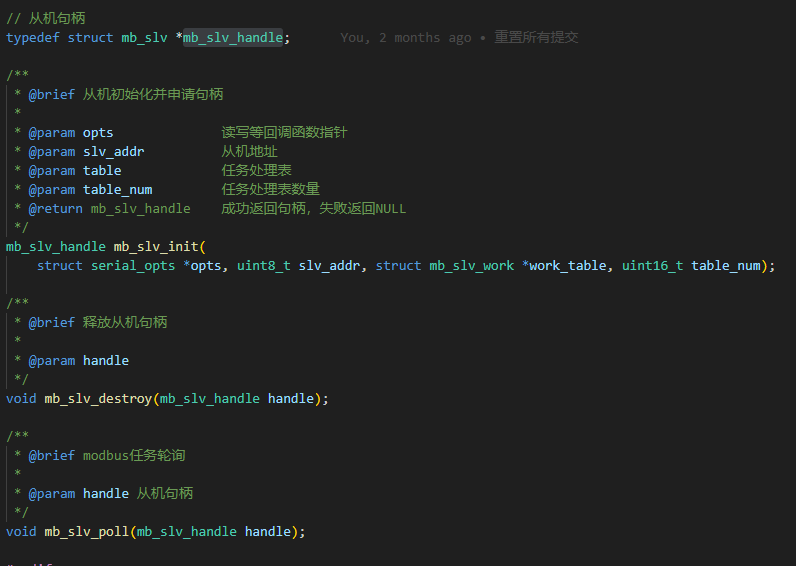 // 从机句柄
typedef struct mb_slv *mb_slv_handle;      You, 2 months ago • 重置所有提交
/**
 * @brief 从机初始化并申请句柄
 *
 * @param opts              读写等回调函数指针
 * @param slv_addr          从机地址
 * @param table             任务处理表
 * @param table_num         任务处理表数量
 * @return mb_slv_handle    成功返回句柄，失败返回NULL
 */
mb_slv_handle mb_slv_init(
    struct serial_opts *opts, uint8_t slv_addr, struct mb_slv_work *work_table, uint16_t table_num);
/**
 * @brief 释放从机句柄
 *
 * @param handle
 */
void mb_slv_destroy(mb_slv_handle handle);
/**
 * @brief modbus任务轮询
 *
 * @param handle 从机句柄
 */
void mb_slv_poll(mb_slv_handle handle);